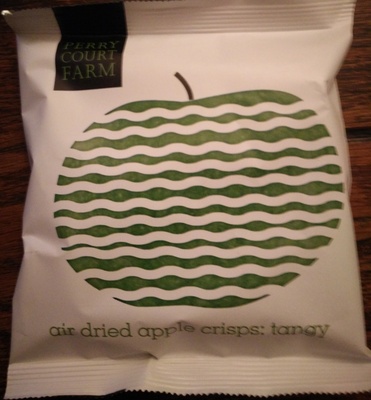 PERRY
COURT
FARM
air dried apple crisps: tangy